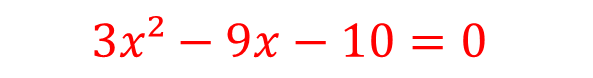 3x² − 9x − 10 = 0